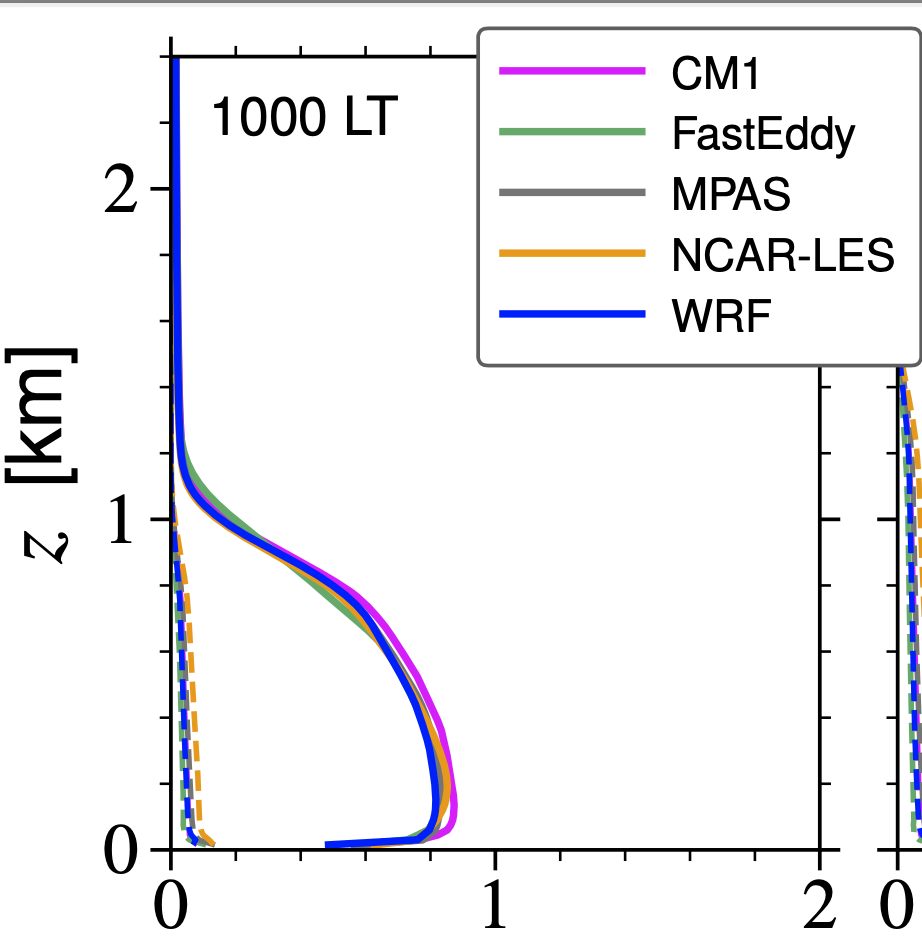 1000 LT
CM1
FastEddy
MPAS
NCAR-LES
WRF
z [km]
2
1
0
0 1 2 0